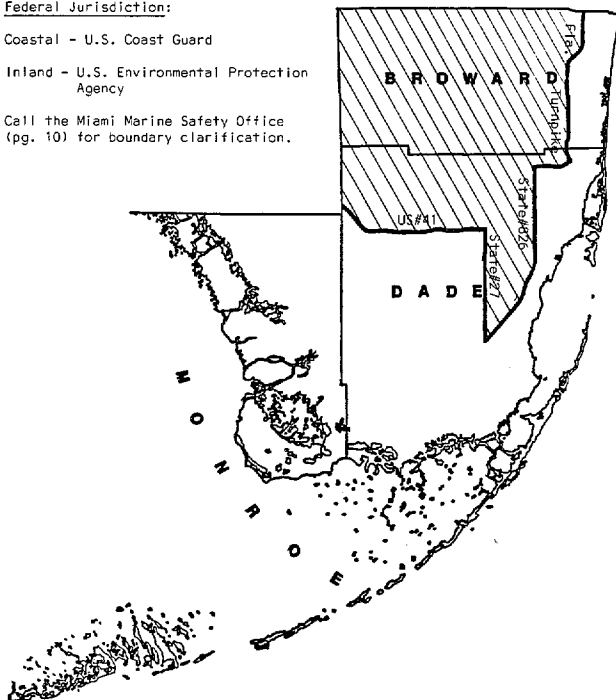 Federal Jurisdiction:
Coastal - U.S. Coast Guard
Inland - U.S. Environmental Protection
Agency
Call the Miami Marine Safety Office
(pg. 10) for boundary clarification.
Fla. Turnpike
BROWARD
State#826
US#41
State#27
DADE
MONROE